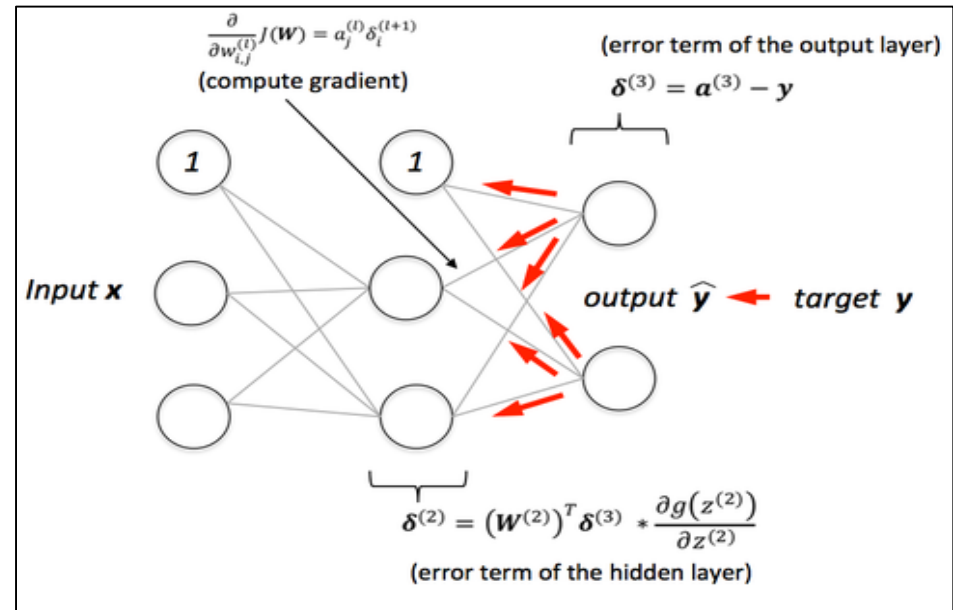 ∂/∂w_{i,j}^{(l)} J(W) = a_j^{(l)} δ_i^{(l+1)}
(compute gradient)
(error term of the output layer)
δ^{(3)} = a^{(3)} − y
1
1
Input x
output ŷ
target y
δ^{(2)} = (W^{(2)})^T δ^{(3)} * ∂g(z^{(2)})/∂z^{(2)}
(error term of the hidden layer)